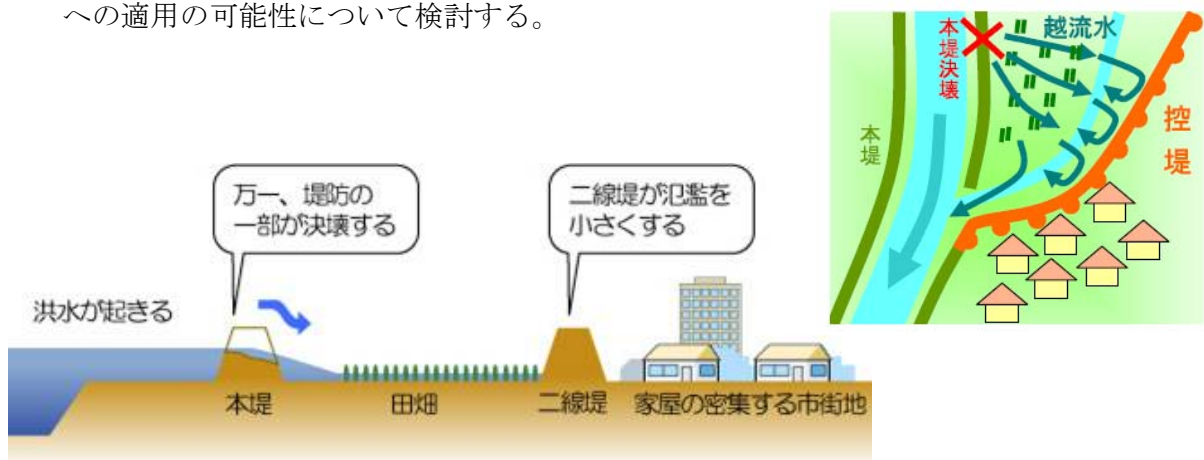 への適用の可能性について検討する。
越流水
本堤決壊
控堤
本堤
万一、堤防の
一部が決壊する
二線堤が氾濫を
小さくする
洪水が起きる
本堤
田畑
二線堤
家屋の密集する市街地